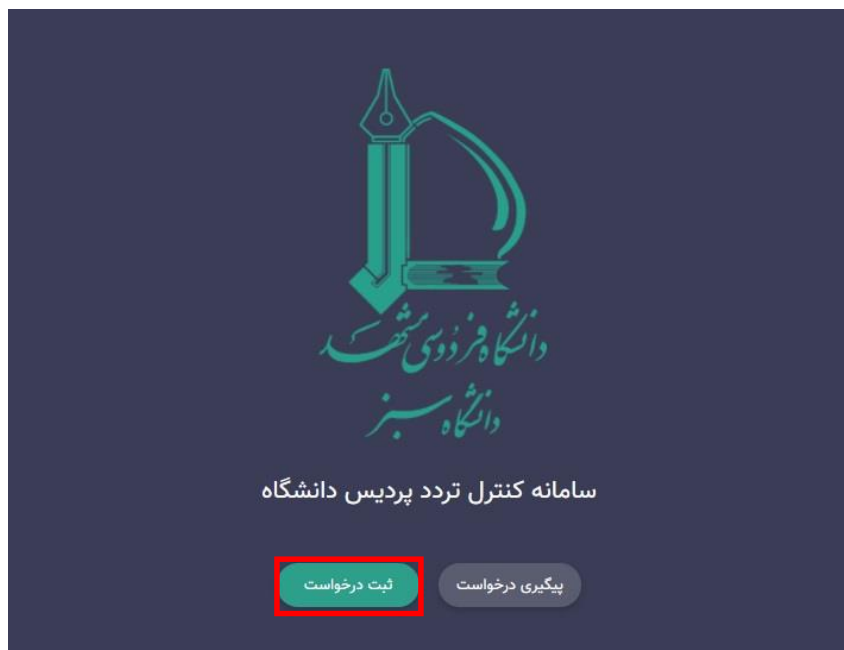 دانشگاه فردوسی مشهد
دانشگاه سبز
سامانه کنترل تردد پردیس دانشگاه
پیگیری درخواست
ثبت درخواست